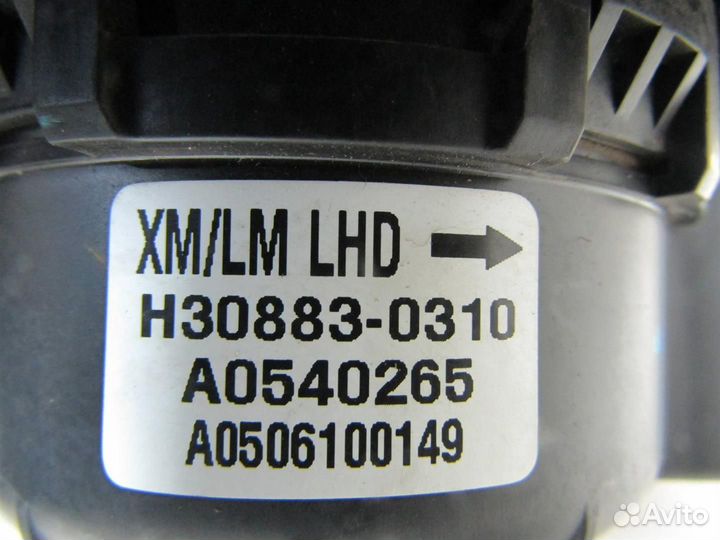 XM/LM LHD →
H30883-0310
A0540265
A0506100149
Avito